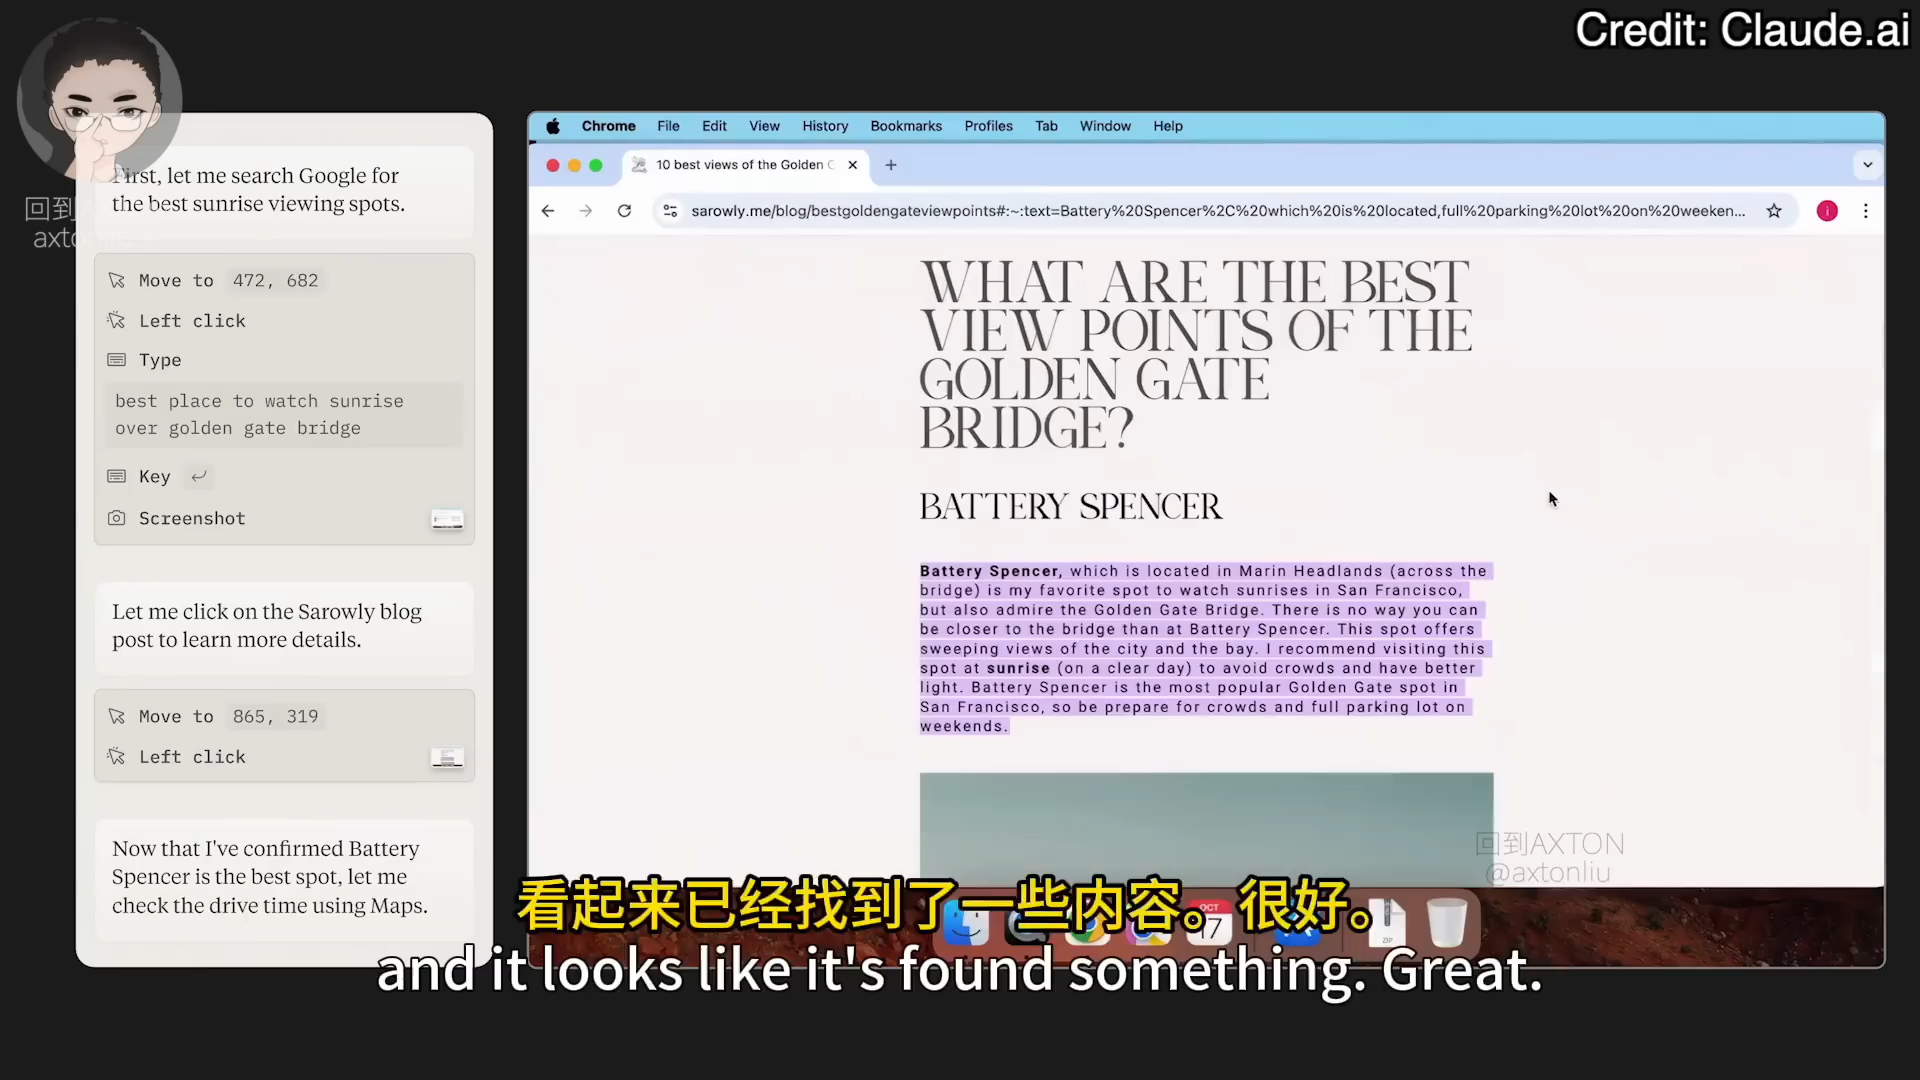 Credit: Claude.ai
First, let me search Google for
the best sunrise viewing spots.
回到
Move to 472, 682
Left click
Type
best place to watch sunrise
over golden gate bridge
Key
Screenshot
Let me click on the Sarowly blog
post to learn more details.
Move to 865, 319
Left click
Now that I've confirmed Battery
Spencer is the best spot, let me
check the drive time using Maps.
Chrome File Edit View History Bookmarks Profiles Tab Window Help
10 best views of the Golden
sarowly.me/blog/bestgoldengateviewpoints#:~:text=Battery%20Spencer%2C%20which%20is%20located,full%20parking%20lot%20on%20weeken...
i
WHAT ARE THE BEST
VIEW POINTS OF THE
GOLDEN GATE
BRIDGE?
BATTERY SPENCER
Battery Spencer, which is located in Marin Headlands (across the
bridge) is my favorite spot to watch sunrises in San Francisco,
but also admire the Golden Gate Bridge. There is no way you can
be closer to the bridge than at Battery Spencer. This spot offers
sweeping views of the city and the bay. I recommend visiting this
spot at sunrise (on a clear day) to avoid crowds and have better
light. Battery Spencer is the most popular Golden Gate spot in
San Francisco, so be prepare for crowds and full parking lot on
weekends.
回到AXTON
@axtonliu
OCT
17
ZIP
看起来已经找到了一些内容。很好。
and it looks like it's found something. Great.